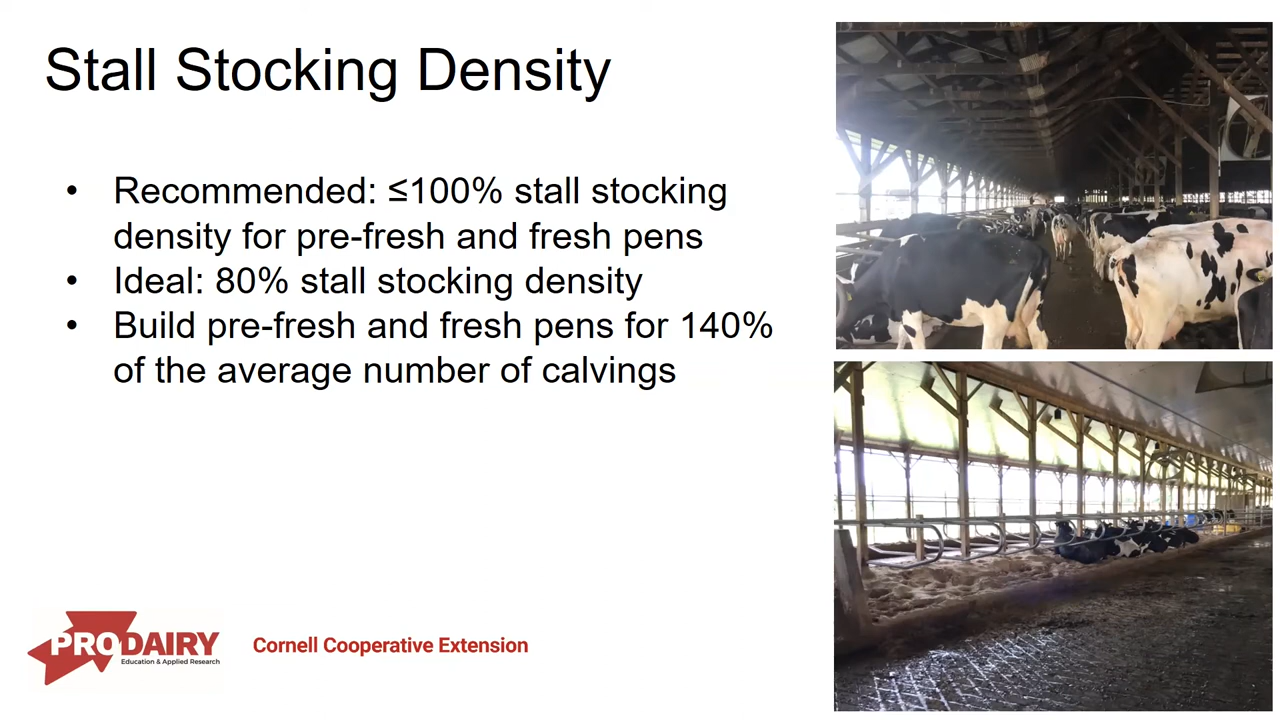 Stall Stocking Density
• Recommended: ≤100% stall stocking
density for pre-fresh and fresh pens
• Ideal: 80% stall stocking density
• Build pre-fresh and fresh pens for 140%
of the average number of calvings
PRODAIRY
Education & Applied Research
Cornell Cooperative Extension